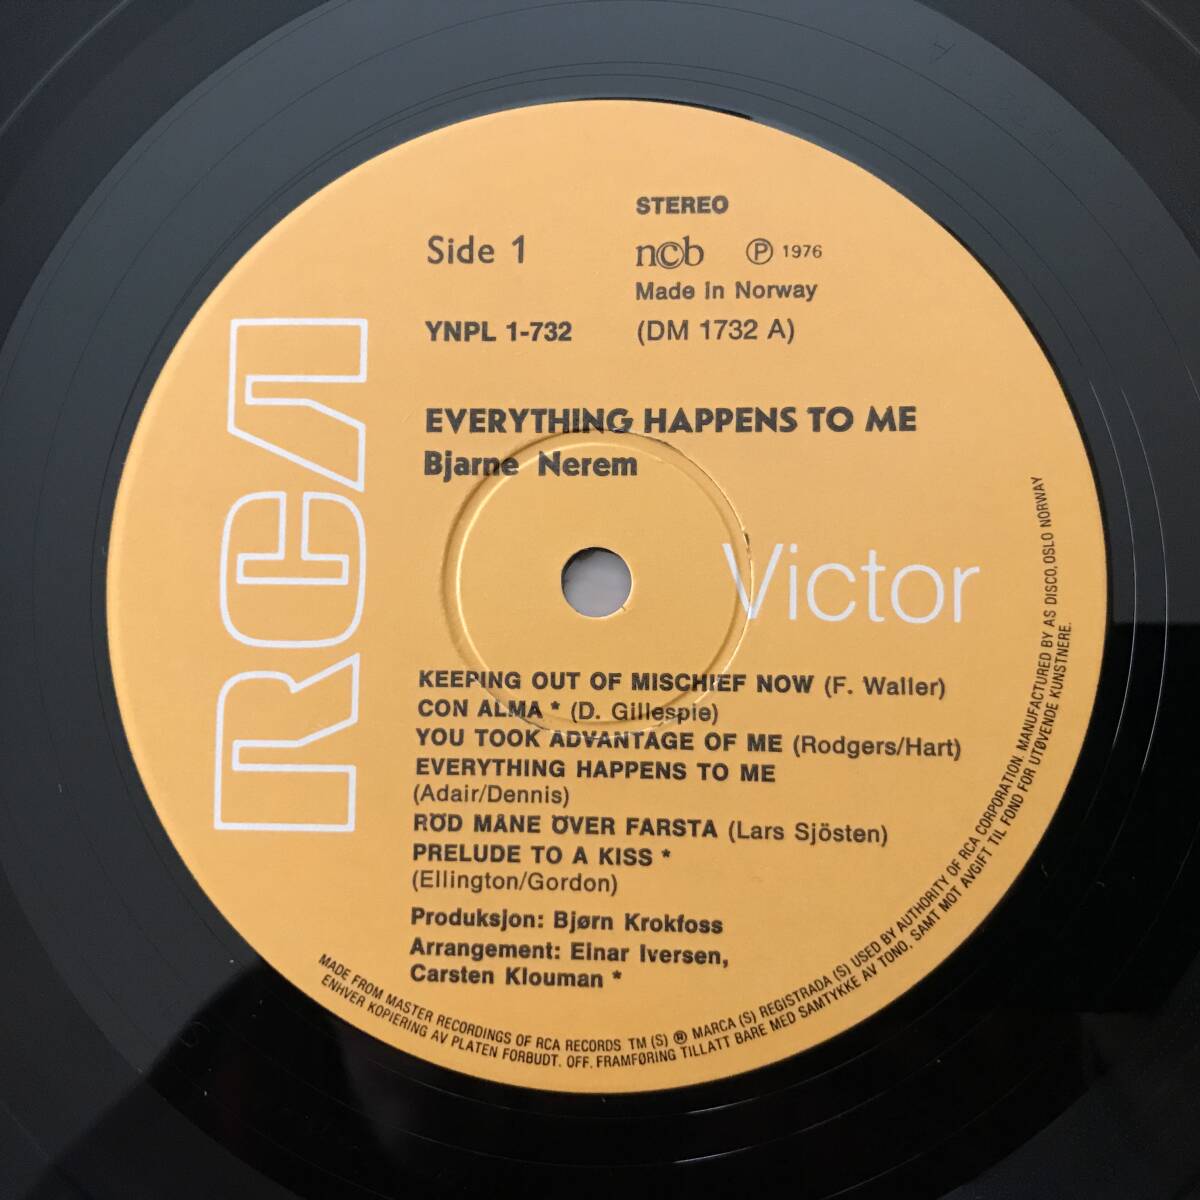 STEREO
Side 1
ncb Ⓟ 1976
Made in Norway
YNPL 1-732
(DM 1732 A)
RCA
EVERYTHING HAPPENS TO ME
Bjarne Nerem
Victor
KEEPING OUT OF MISCHIEF NOW (F. Waller)
CON ALMA * (D. Gillespie)
YOU TOOK ADVANTAGE OF ME (Rodgers/Hart)
EVERYTHING HAPPENS TO ME
(Adair/Dennis)
RÖD MÅNE ÖVER FARSTA (Lars Sjösten)
PRELUDE TO A KISS *
(Ellington/Gordon)
Produksjon: Bjørn Krokfoss
Arrangement: Einar Iversen,
Carsten Klouman *
MADE FROM MASTER RECORDINGS OF RCA RECORDS TM (S) ® MARCA (S) REGISTRADA (S) USED BY AUTHORITY OF RCA CORPORATION. MANUFACTURED BY AS DISCO, OSLO NORWAY
ENHVER KOPIERING AV PLATEN FORBUDT. OFF. FRAMFØRING TILLATT BARE MED SAMTYKKE AV TONO, SAMT MOT AVGIFT TIL FOND FOR UTØVENDE KUNSTNERE.